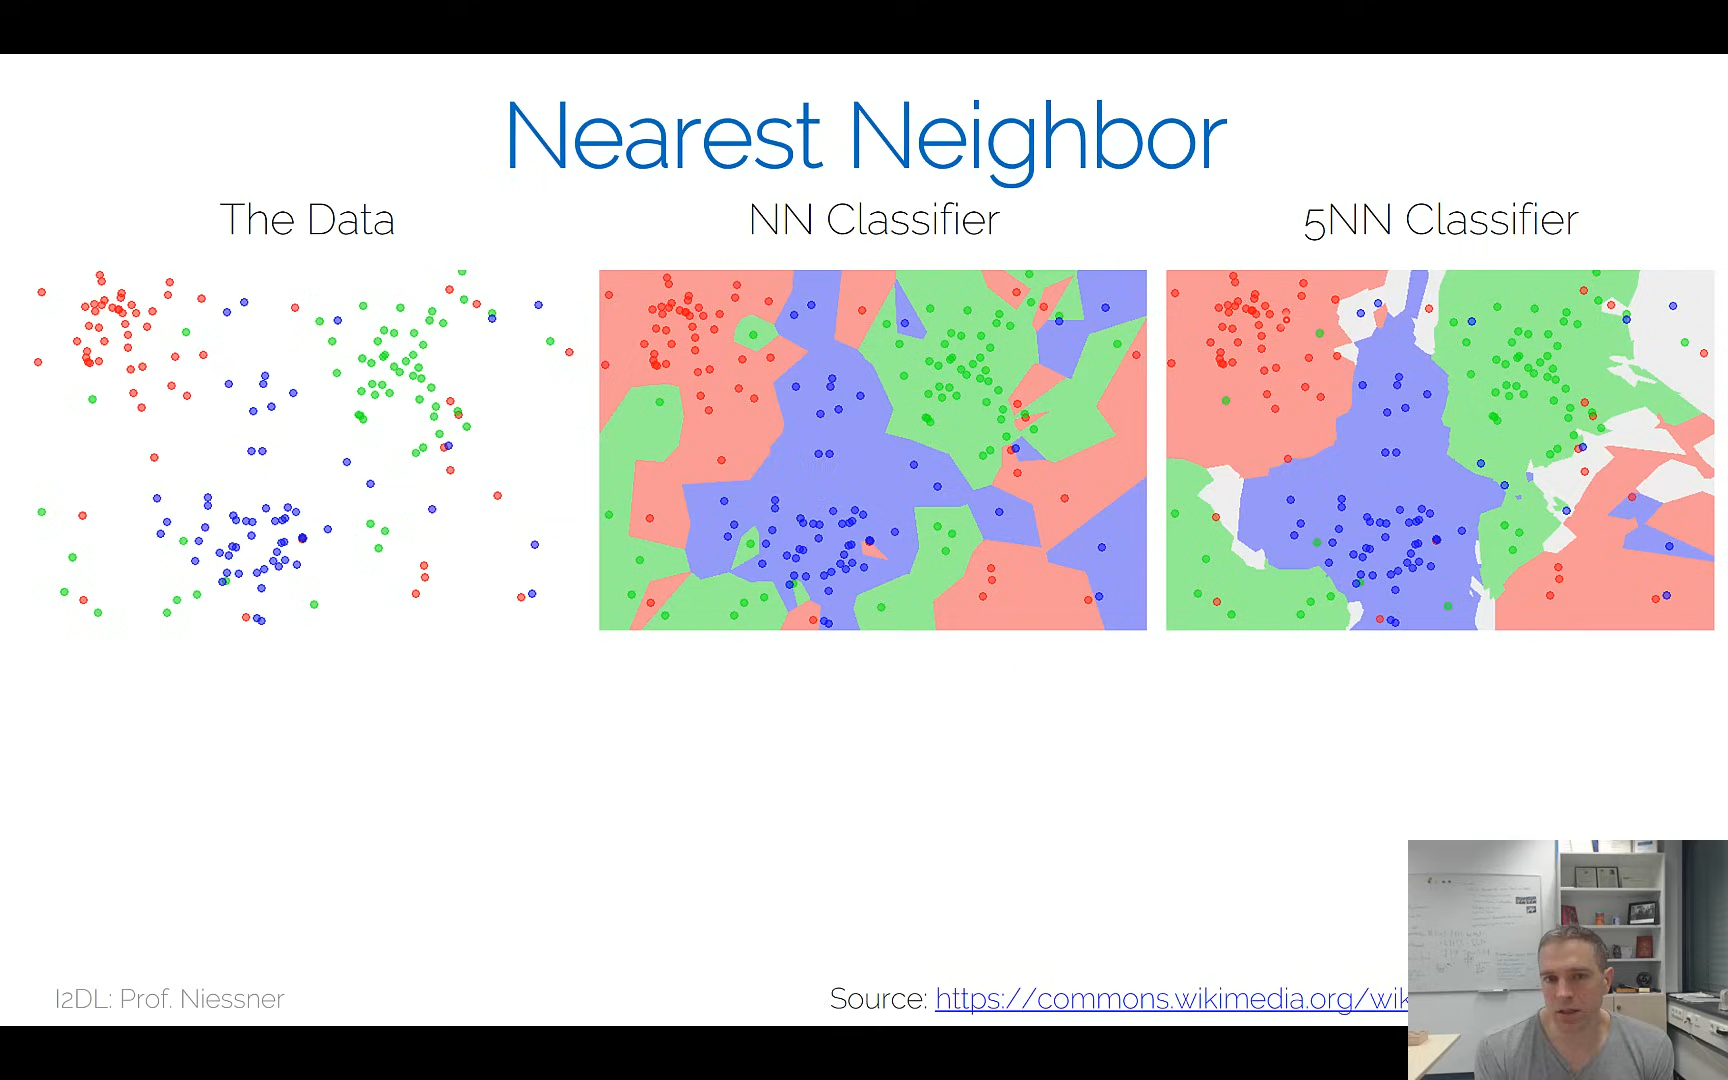 Nearest Neighbor
The Data
NN Classifier
5NN Classifier
I2DL: Prof. Niessner
Source: https://commons.wikimedia.org/wik